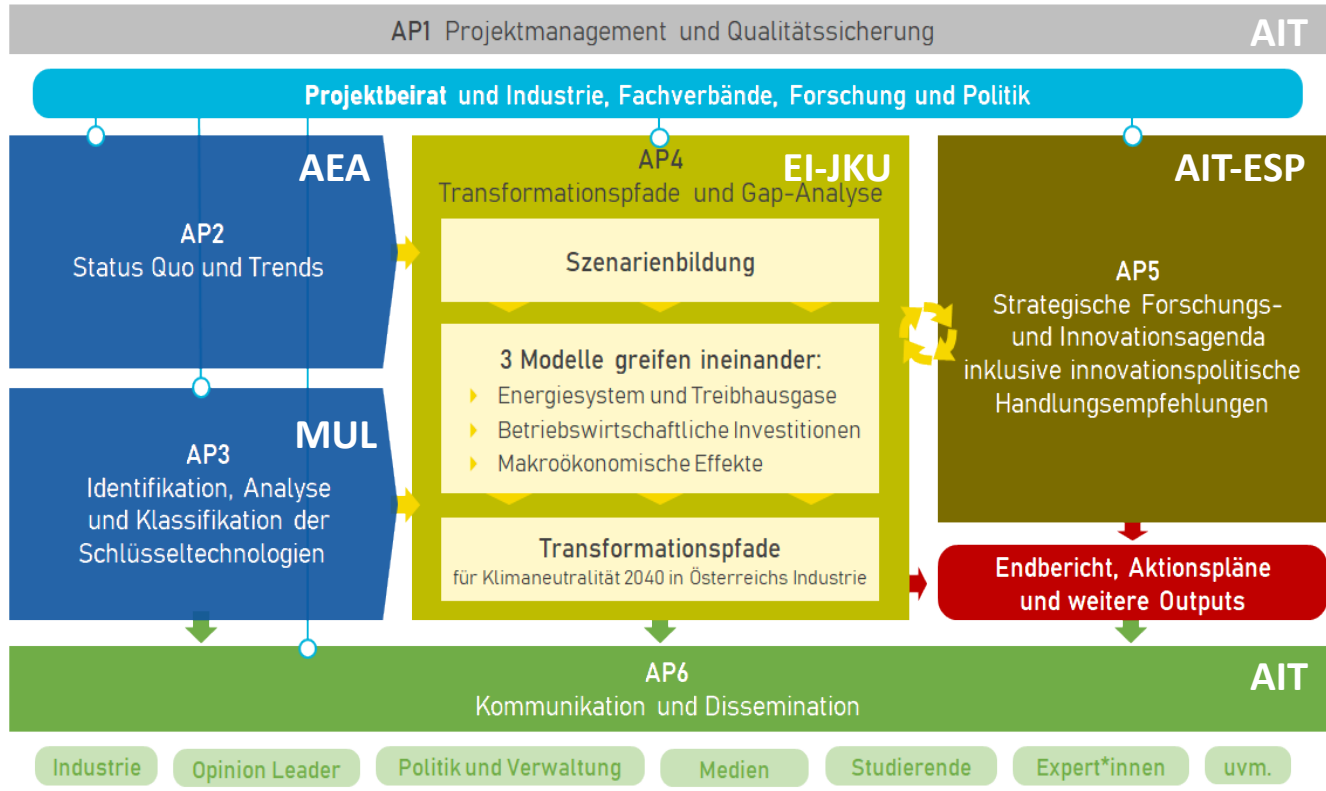 AP1 Projektmanagement und Qualitätssicherung
AIT
Projektbeirat und Industrie, Fachverbände, Forschung und Politik
AEA
AP2
Status Quo und Trends
MUL
AP3
Identifikation, Analyse
und Klassifikation der
Schlüsseltechnologien
EI-JKU
AP4
Transformationspfade und Gap-Analyse
Szenarienbildung
3 Modelle greifen ineinander:
Energiesystem und Treibhausgase
Betriebswirtschaftliche Investitionen
Makroökonomische Effekte
Transformationspfade
für Klimaneutralität 2040 in Österreichs Industrie
AIT-ESP
AP5
Strategische Forschungs-
und Innovationsagenda
inklusive innovationspolitische
Handlungsempfehlungen
Endbericht, Aktionspläne
und weitere Outputs
AP6
Kommunikation und Dissemination
AIT
Industrie
Opinion Leader
Politik und Verwaltung
Medien
Studierende
Expert*innen
uvm.